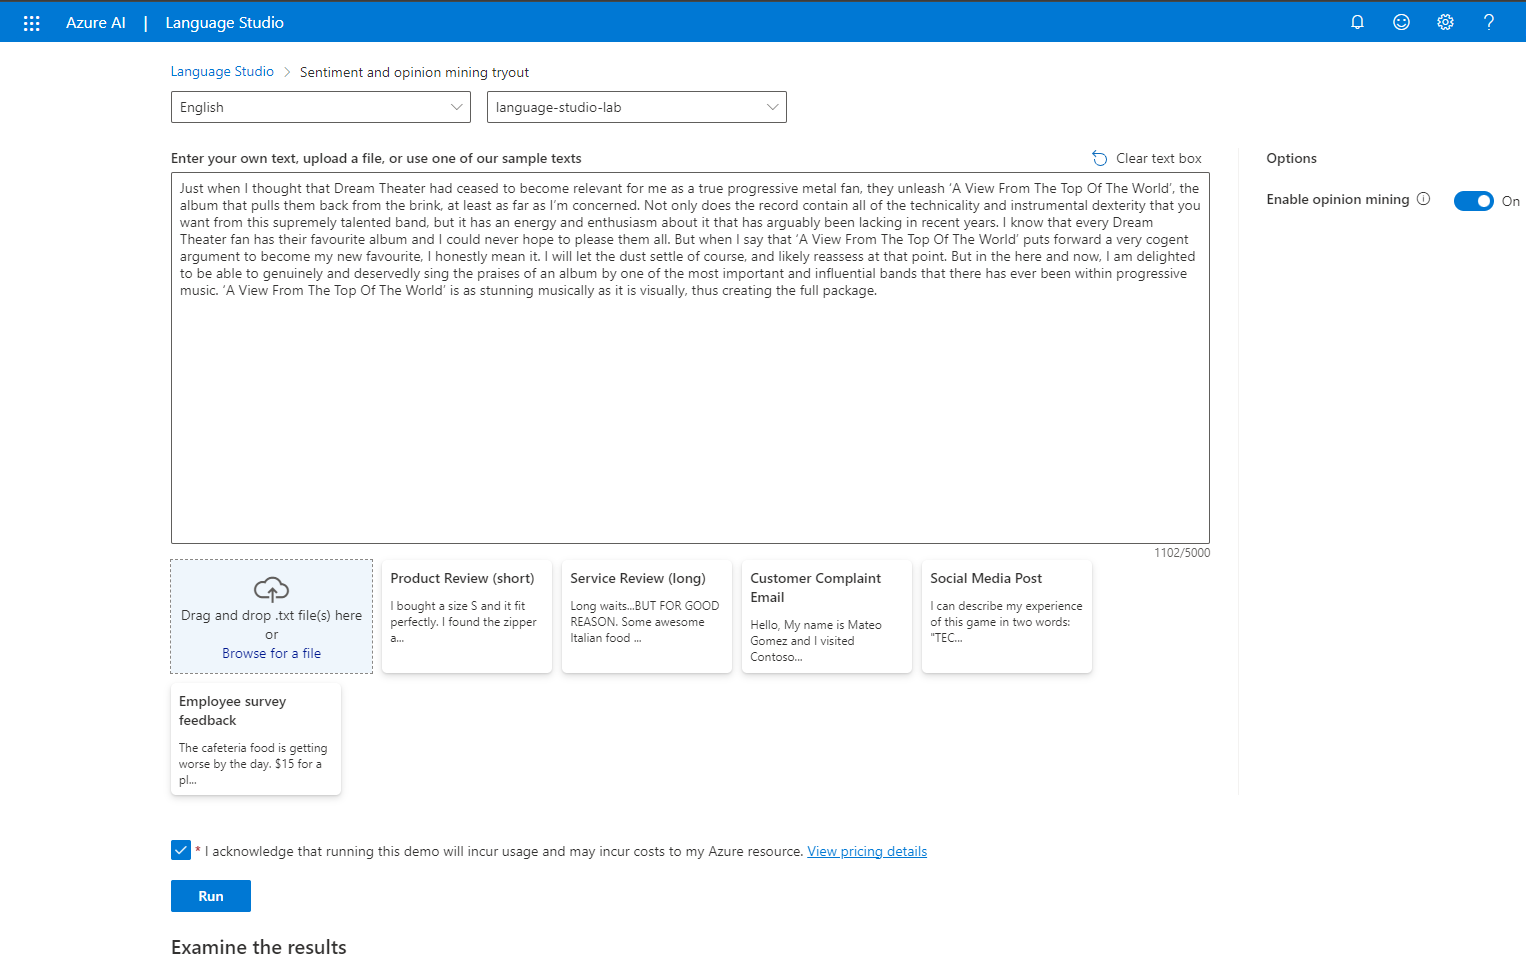 Azure AI | Language Studio
Language Studio > Sentiment and opinion mining tryout
English
language-studio-lab
Enter your own text, upload a file, or use one of our sample texts
Clear text box
Just when I thought that Dream Theater had ceased to become relevant for me as a true progressive metal fan, they unleash ‘A View From The Top Of The World’, the
album that pulls them back from the brink, at least as far as I’m concerned. Not only does the record contain all of the technicality and instrumental dexterity that you
want from this supremely talented band, but it has an energy and enthusiasm about it that has arguably been lacking in recent years. I know that every Dream
Theater fan has their favourite album and I could never hope to please them all. But when I say that ‘A View From The Top Of The World’ puts forward a very cogent
argument to become my new favourite, I honestly mean it. I will let the dust settle of course, and likely reassess at that point. But in the here and now, I am delighted
to be able to genuinely and deservedly sing the praises of an album by one of the most important and influential bands that there has ever been within progressive
music. ‘A View From The Top Of The World’ is as stunning musically as it is visually, thus creating the full package.
1102/5000
Options
Enable opinion mining
On
Drag and drop .txt file(s) here
or
Browse for a file
Product Review (short)
I bought a size S and it fit
perfectly. I found the zipper
a...
Service Review (long)
Long waits...BUT FOR GOOD
REASON. Some awesome
Italian food ...
Customer Complaint
Email
Hello, My name is Mateo
Gomez and I visited
Contoso...
Social Media Post
I can describe my experience
of this game in two words:
"TEC...
Employee survey
feedback
The cafeteria food is getting
worse by the day. $15 for a
pl...
* I acknowledge that running this demo will incur usage and may incur costs to my Azure resource. View pricing details
Run
Examine the results